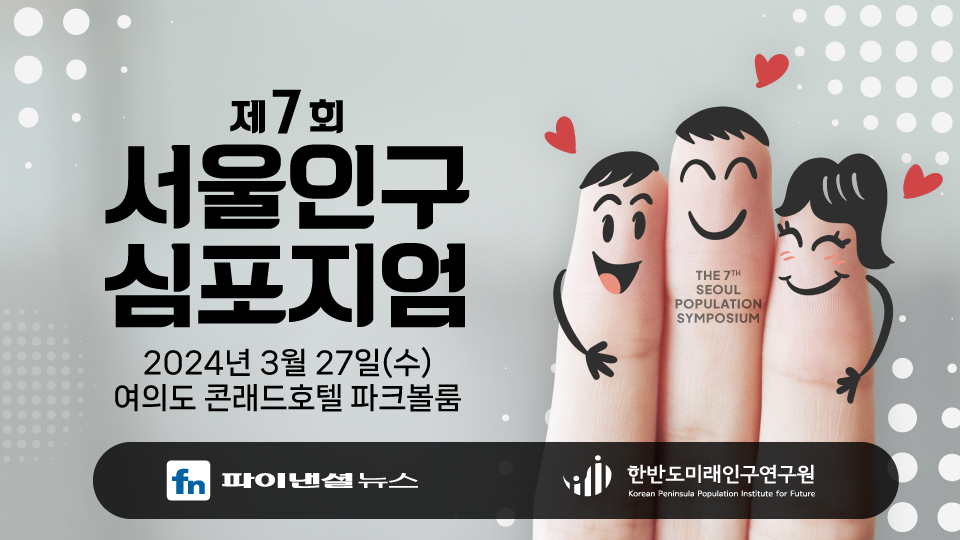 제7회
서울인구
심포지엄
2024년 3월 27일(수)
여의도 콘래드호텔 파크볼룸
THE 7TH
SEOUL
POPULATION
SYMPOSIUM
fn 파이낸셜뉴스
한반도미래인구연구원
Korean Peninsula Population Institute for Future